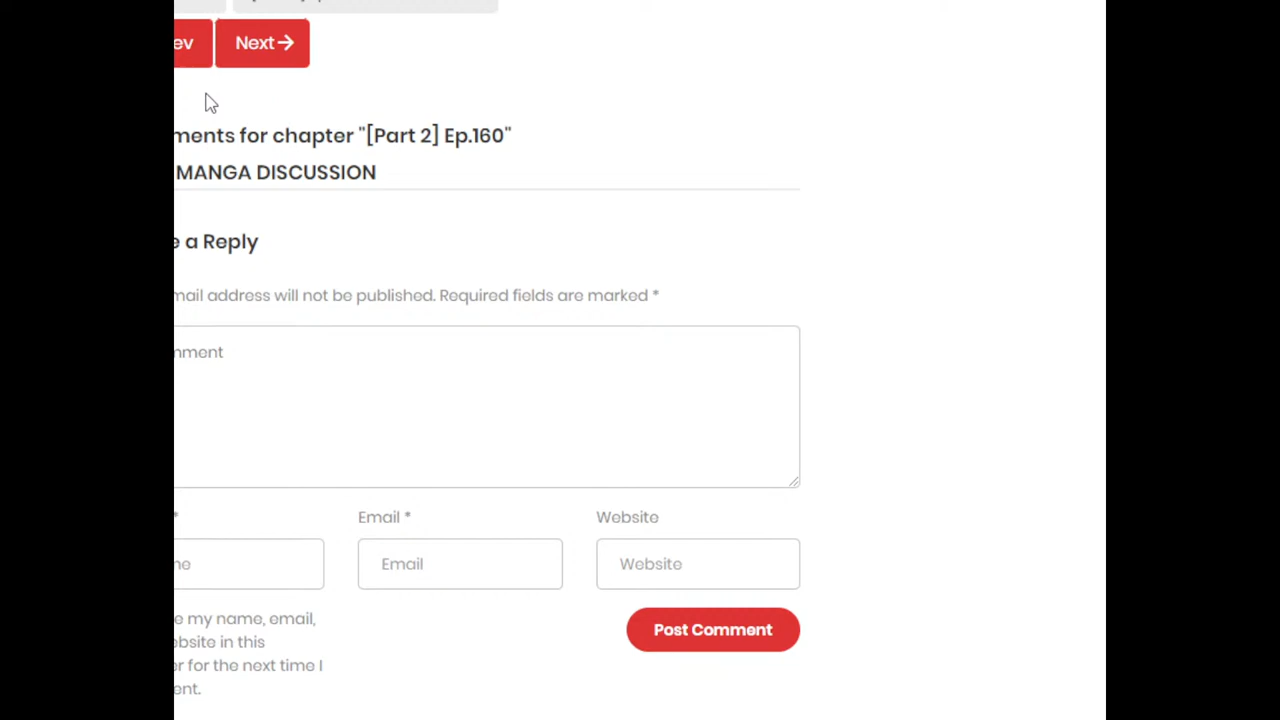 ev Next
ments for chapter "[Part 2] Ep.160"
MANGA DISCUSSION
e a Reply
mail address will not be published. Required fields are marked *
mment
* Email * Website
ne Email Website
e my name, email,
ebsite in this
er for the next time I
ent.
Post Comment